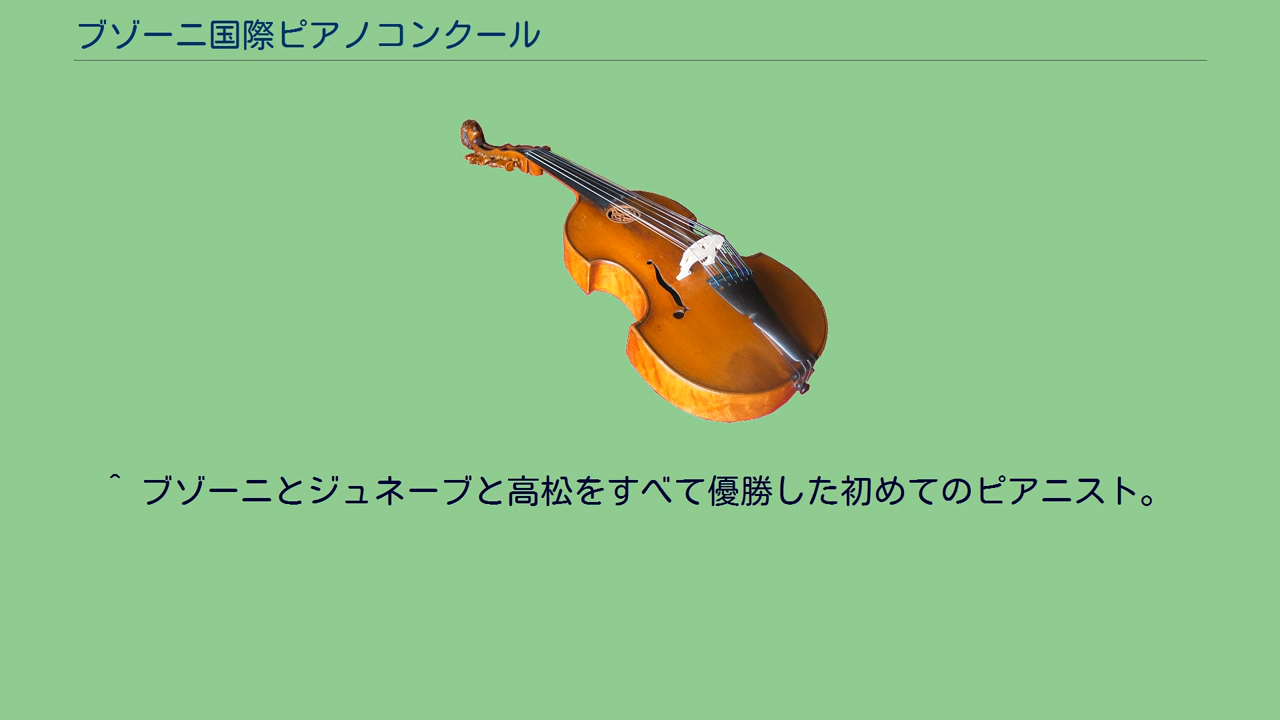 ブゾーニ国際ピアノコンクール
^ ブゾーニとジュネーブと高松をすべて優勝した初めてのピアニスト。